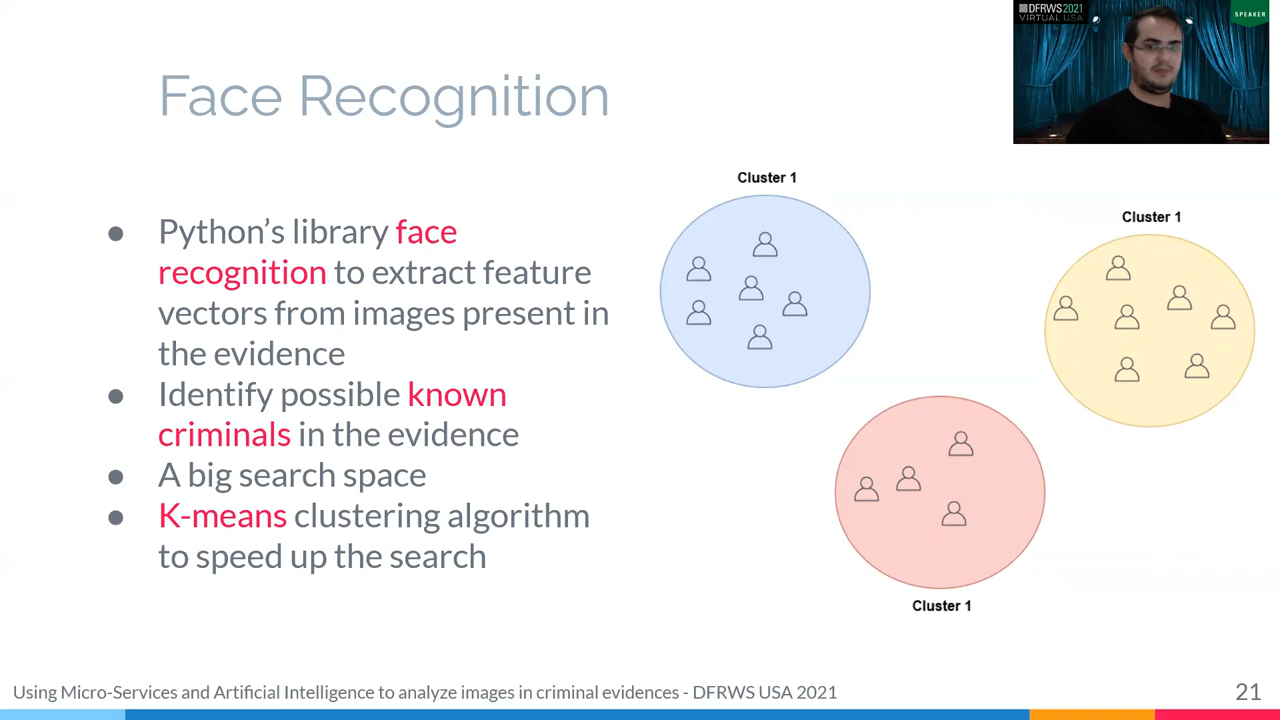 DFRWS2021
VIRTUAL USA
SPEAKER
Face Recognition
● Python’s library face
recognition to extract feature
vectors from images present in
the evidence
● Identify possible known
criminals in the evidence
● A big search space
● K-means clustering algorithm
to speed up the search
Cluster 1
Cluster 1
Cluster 1
Using Micro-Services and Artificial Intelligence to analyze images in criminal evidences - DFRWS USA 2021
21